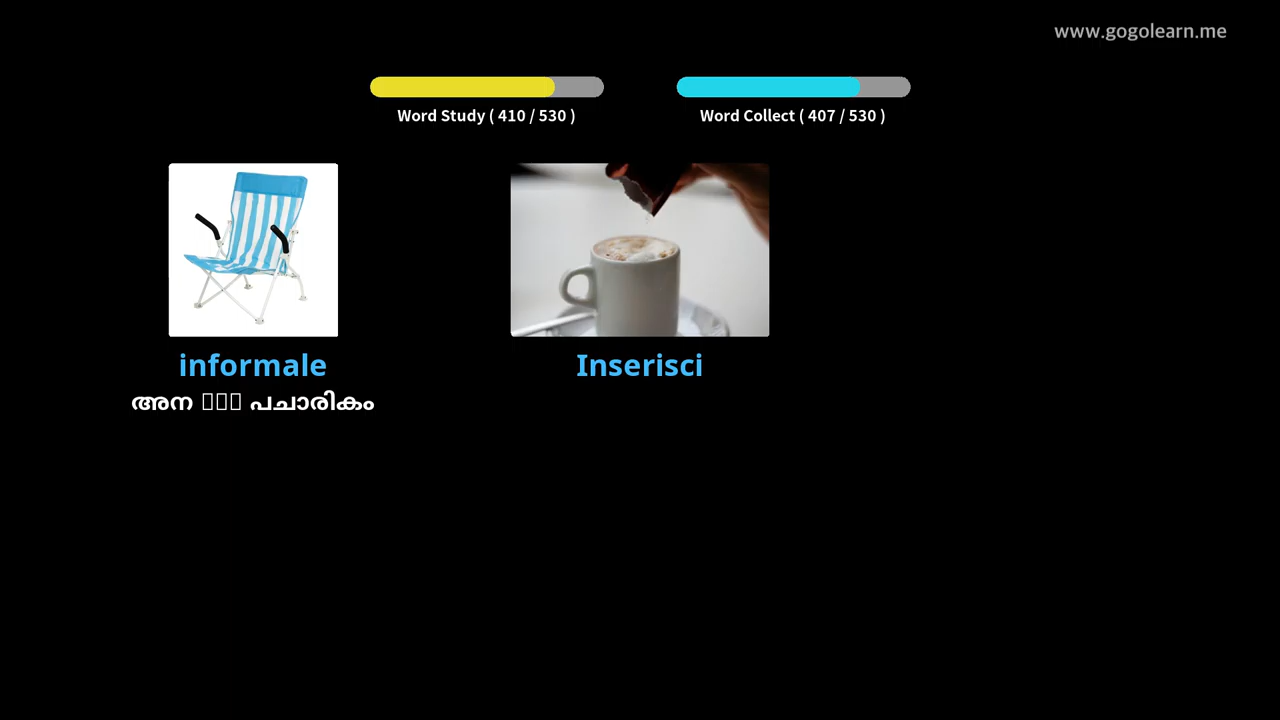 www.gogolearn.me
Word Study ( 410 / 530 )
Word Collect ( 407 / 530 )
informale
അന പചാരികം
Inserisci